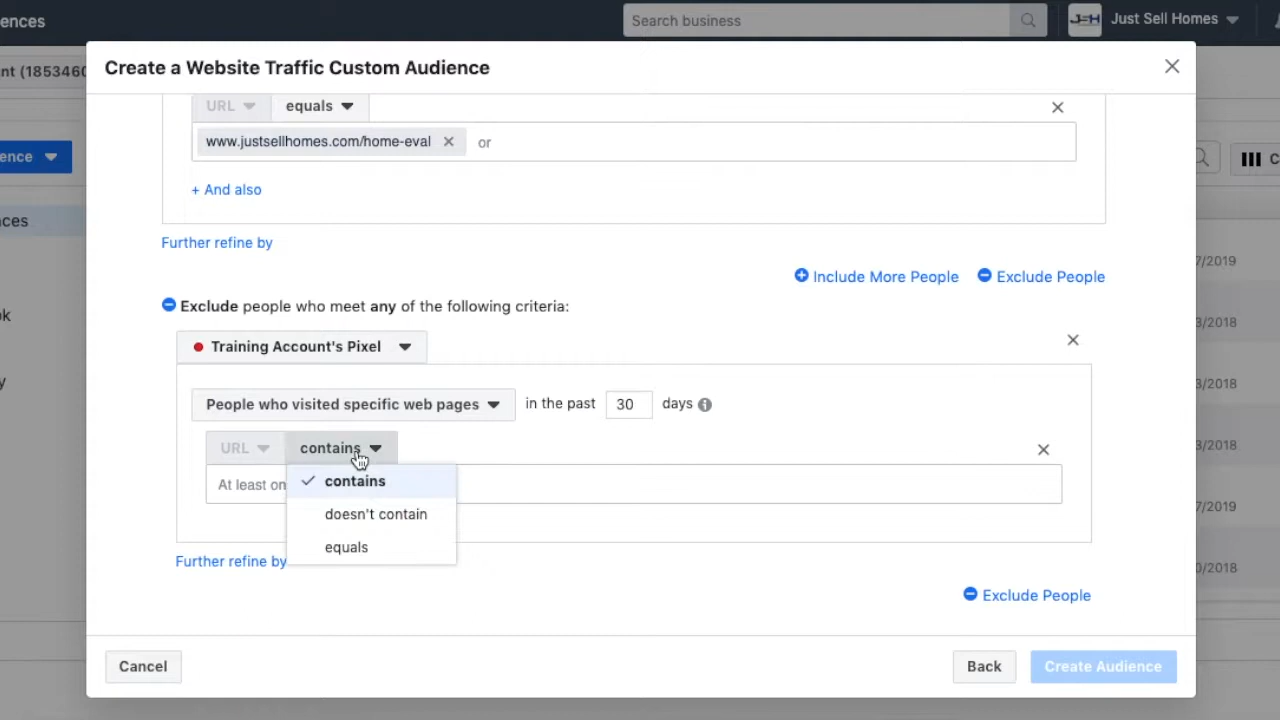 ences
Search business
JSH
Just Sell Homes
nt (1853460
Create a Website Traffic Custom Audience
URL
equals
ence
www.justsellhomes.com/home-eval
or
C
+ And also
ces
Further refine by
Include More People
Exclude People
7/2019
Exclude people who meet any of the following criteria:
ok
3/2018
Training Account's Pixel
y
3/2018
People who visited specific web pages
in the past
30
days
URL
contains
3/2018
contains
At least on
7/2019
doesn't contain
equals
Further refine by
0/2018
Exclude People
Cancel
Back
Create Audience